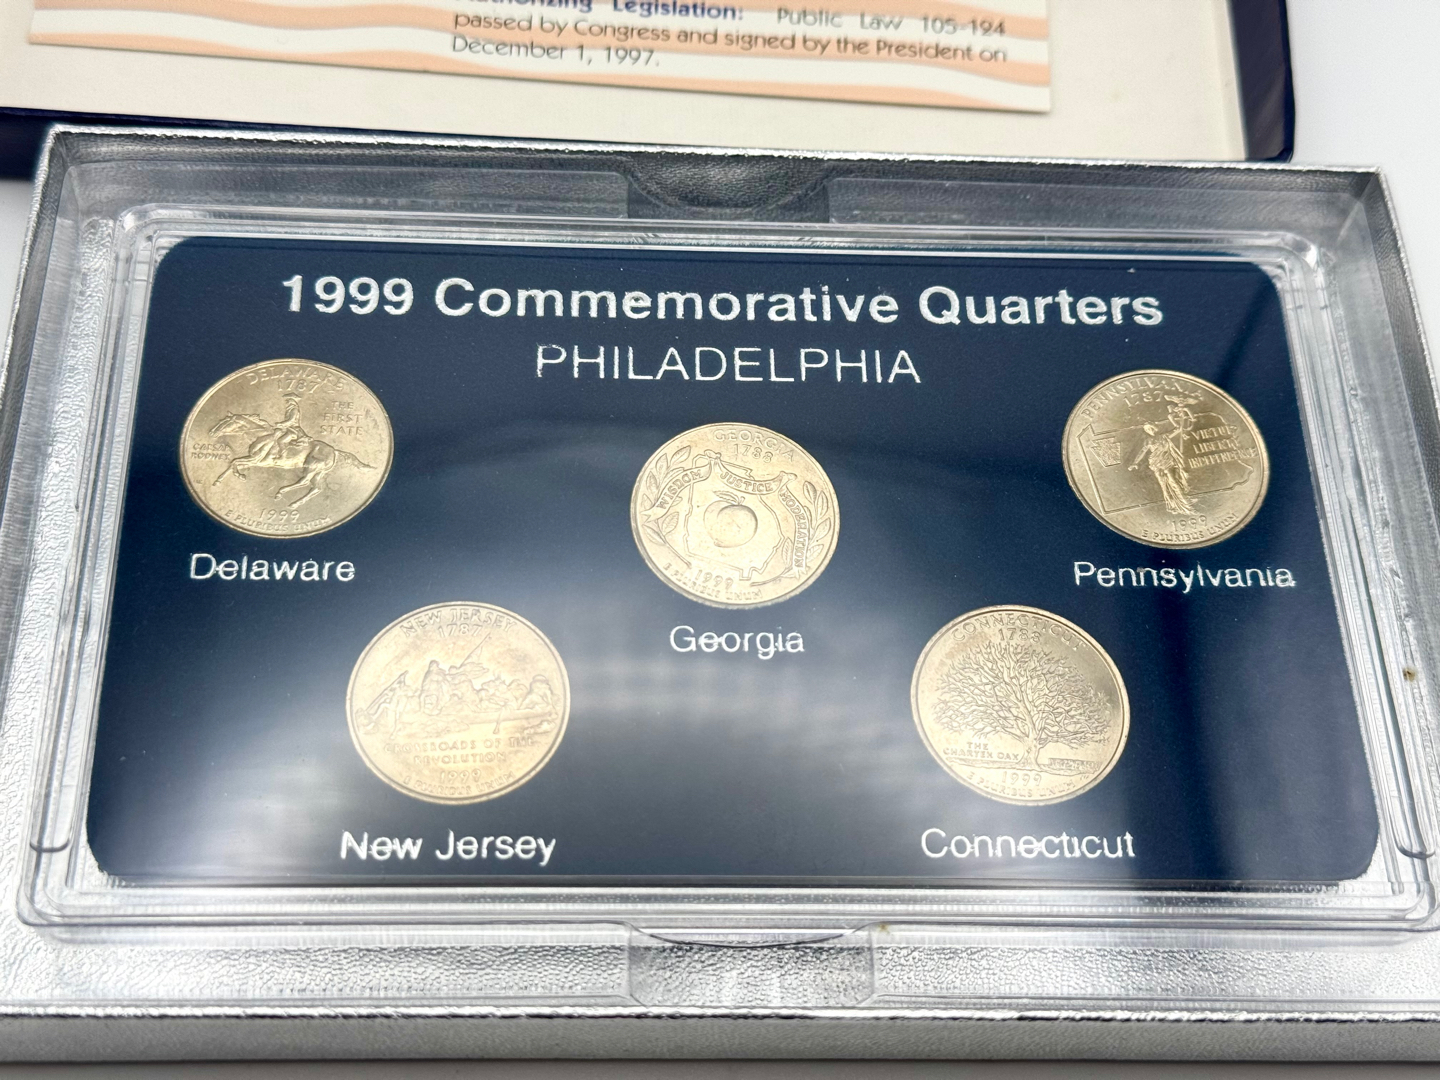 Authorizing Legislation: Public Law 105-124
passed by Congress and signed by the President on
December 1, 1997.
1999 Commemorative Quarters
PHILADELPHIA
DELAWARE
1787
THE
FIRST
STATE
CAESAR
RODNEY
1999
E PLURIBUS UNUM
Delaware
GEORGIA
1788
WISDOM JUSTICE MODERATION
1999
E PLURIBUS UNUM
Georgia
PENNSYLVANIA
1787
VIRTUE
LIBERTY
INDEPENDENCE
1999
E PLURIBUS UNUM
Pennsylvania
NEW JERSEY
1787
CROSSROADS OF THE
REVOLUTION
1999
E PLURIBUS UNUM
New Jersey
CONNECTICUT
1788
THE
CHARTER OAK
1999
E PLURIBUS UNUM
Connecticut